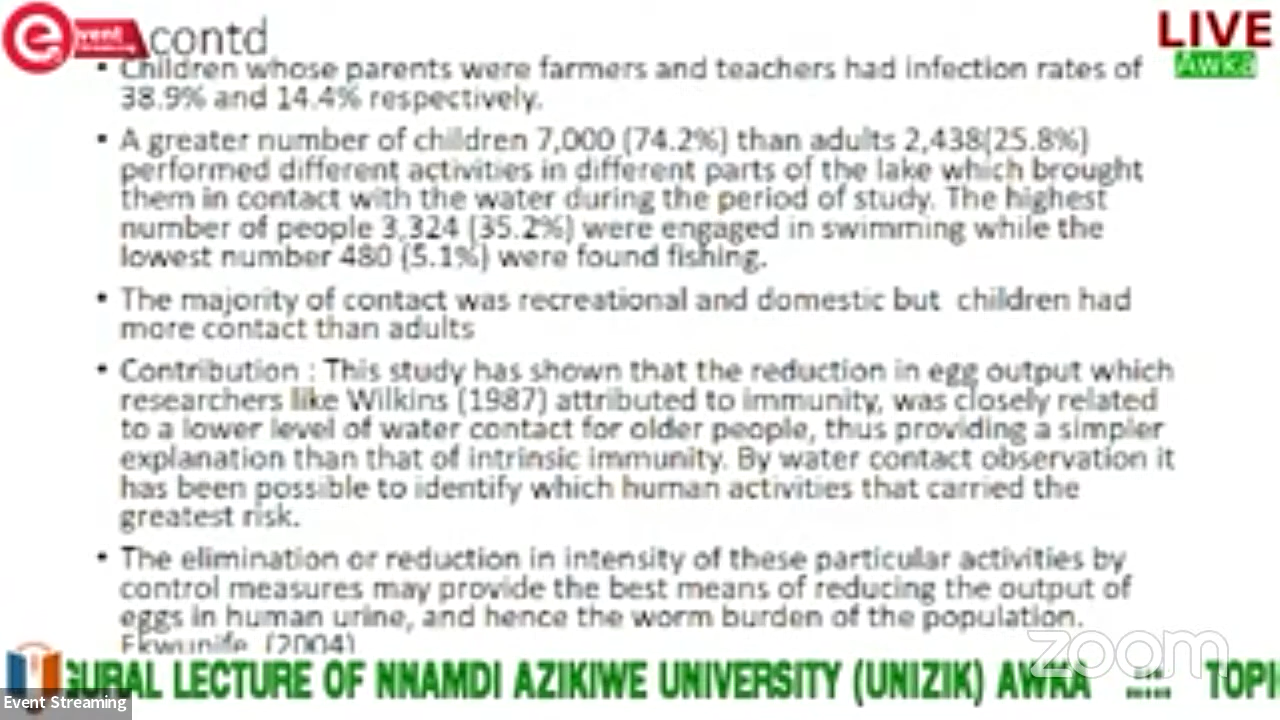 event
Streaming
contd
LIVE
Awka
• Children whose parents were farmers and teachers had infection rates of
38.9% and 14.4% respectively.
• A greater number of children 7,000 (74.2%) than adults 2,438(25.8%)
performed different activities in different parts of the lake which brought
them in contact with the water during the period of study. The highest
number of people 3,324 (35.2%) were engaged in swimming while the
lowest number 480 (5.1%) were found fishing.
• The majority of contact was recreational and domestic but children had
more contact than adults
• Contribution : This study has shown that the reduction in egg output which
researchers like Wilkins (1987) attributed to immunity, was closely related
to a lower level of water contact for older people, thus providing a simpler
explanation than that of intrinsic immunity. By water contact observation it
has been possible to identify which human activities that carried the
greatest risk.
• The elimination or reduction in intensity of these particular activities by
control measures may provide the best means of reducing the output of
eggs in human urine, and hence the worm burden of the population.
Ekwunife (2004)
zoom
GURAL LECTURE OF NNAMDI AZIKIWE UNIVERSITY (UNIZIK) AWKA ::: TOPI
Event Streaming